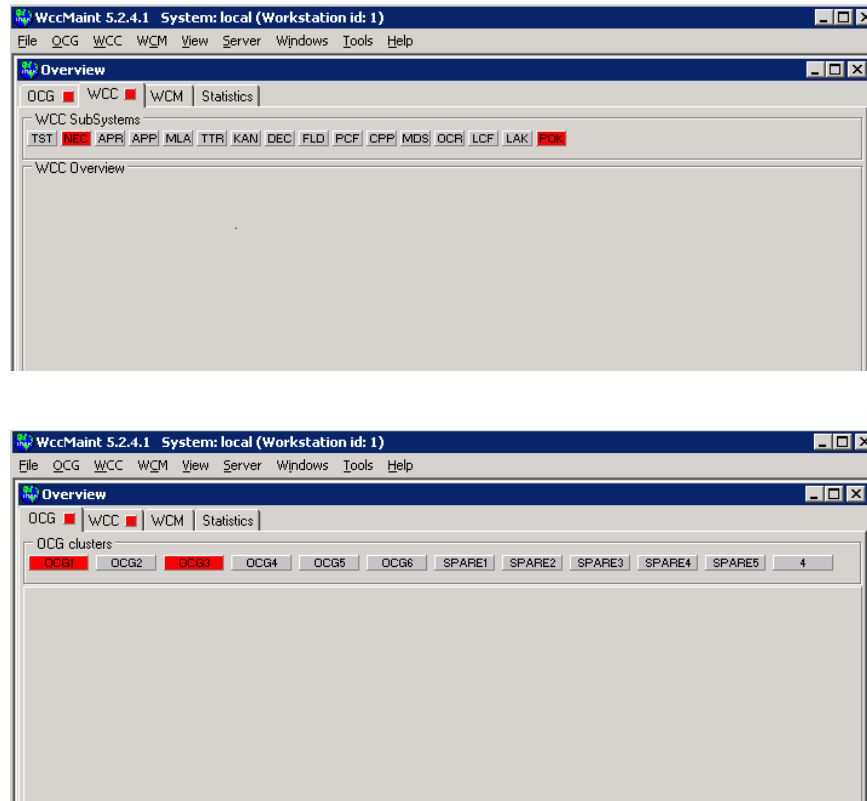 WccMaint 5.2.4.1 System: local (Workstation id: 1)
File OCG WCC WCM View Server Windows Tools Help
Overview
OCG WCC WCM Statistics
WCC SubSystems
TST NEC APR APP MLA TTR KAN DEC FLD PCF CPP MDS OCR LCF LAK POK
WCC Overview
WccMaint 5.2.4.1 System: local (Workstation id: 1)
File OCG WCC WCM View Server Windows Tools Help
Overview
OCG WCC WCM Statistics
OCG clusters
OCG1 OCG2 OCG3 OCG4 OCG5 OCG6 SPARE1 SPARE2 SPARE3 SPARE4 SPARE5 4